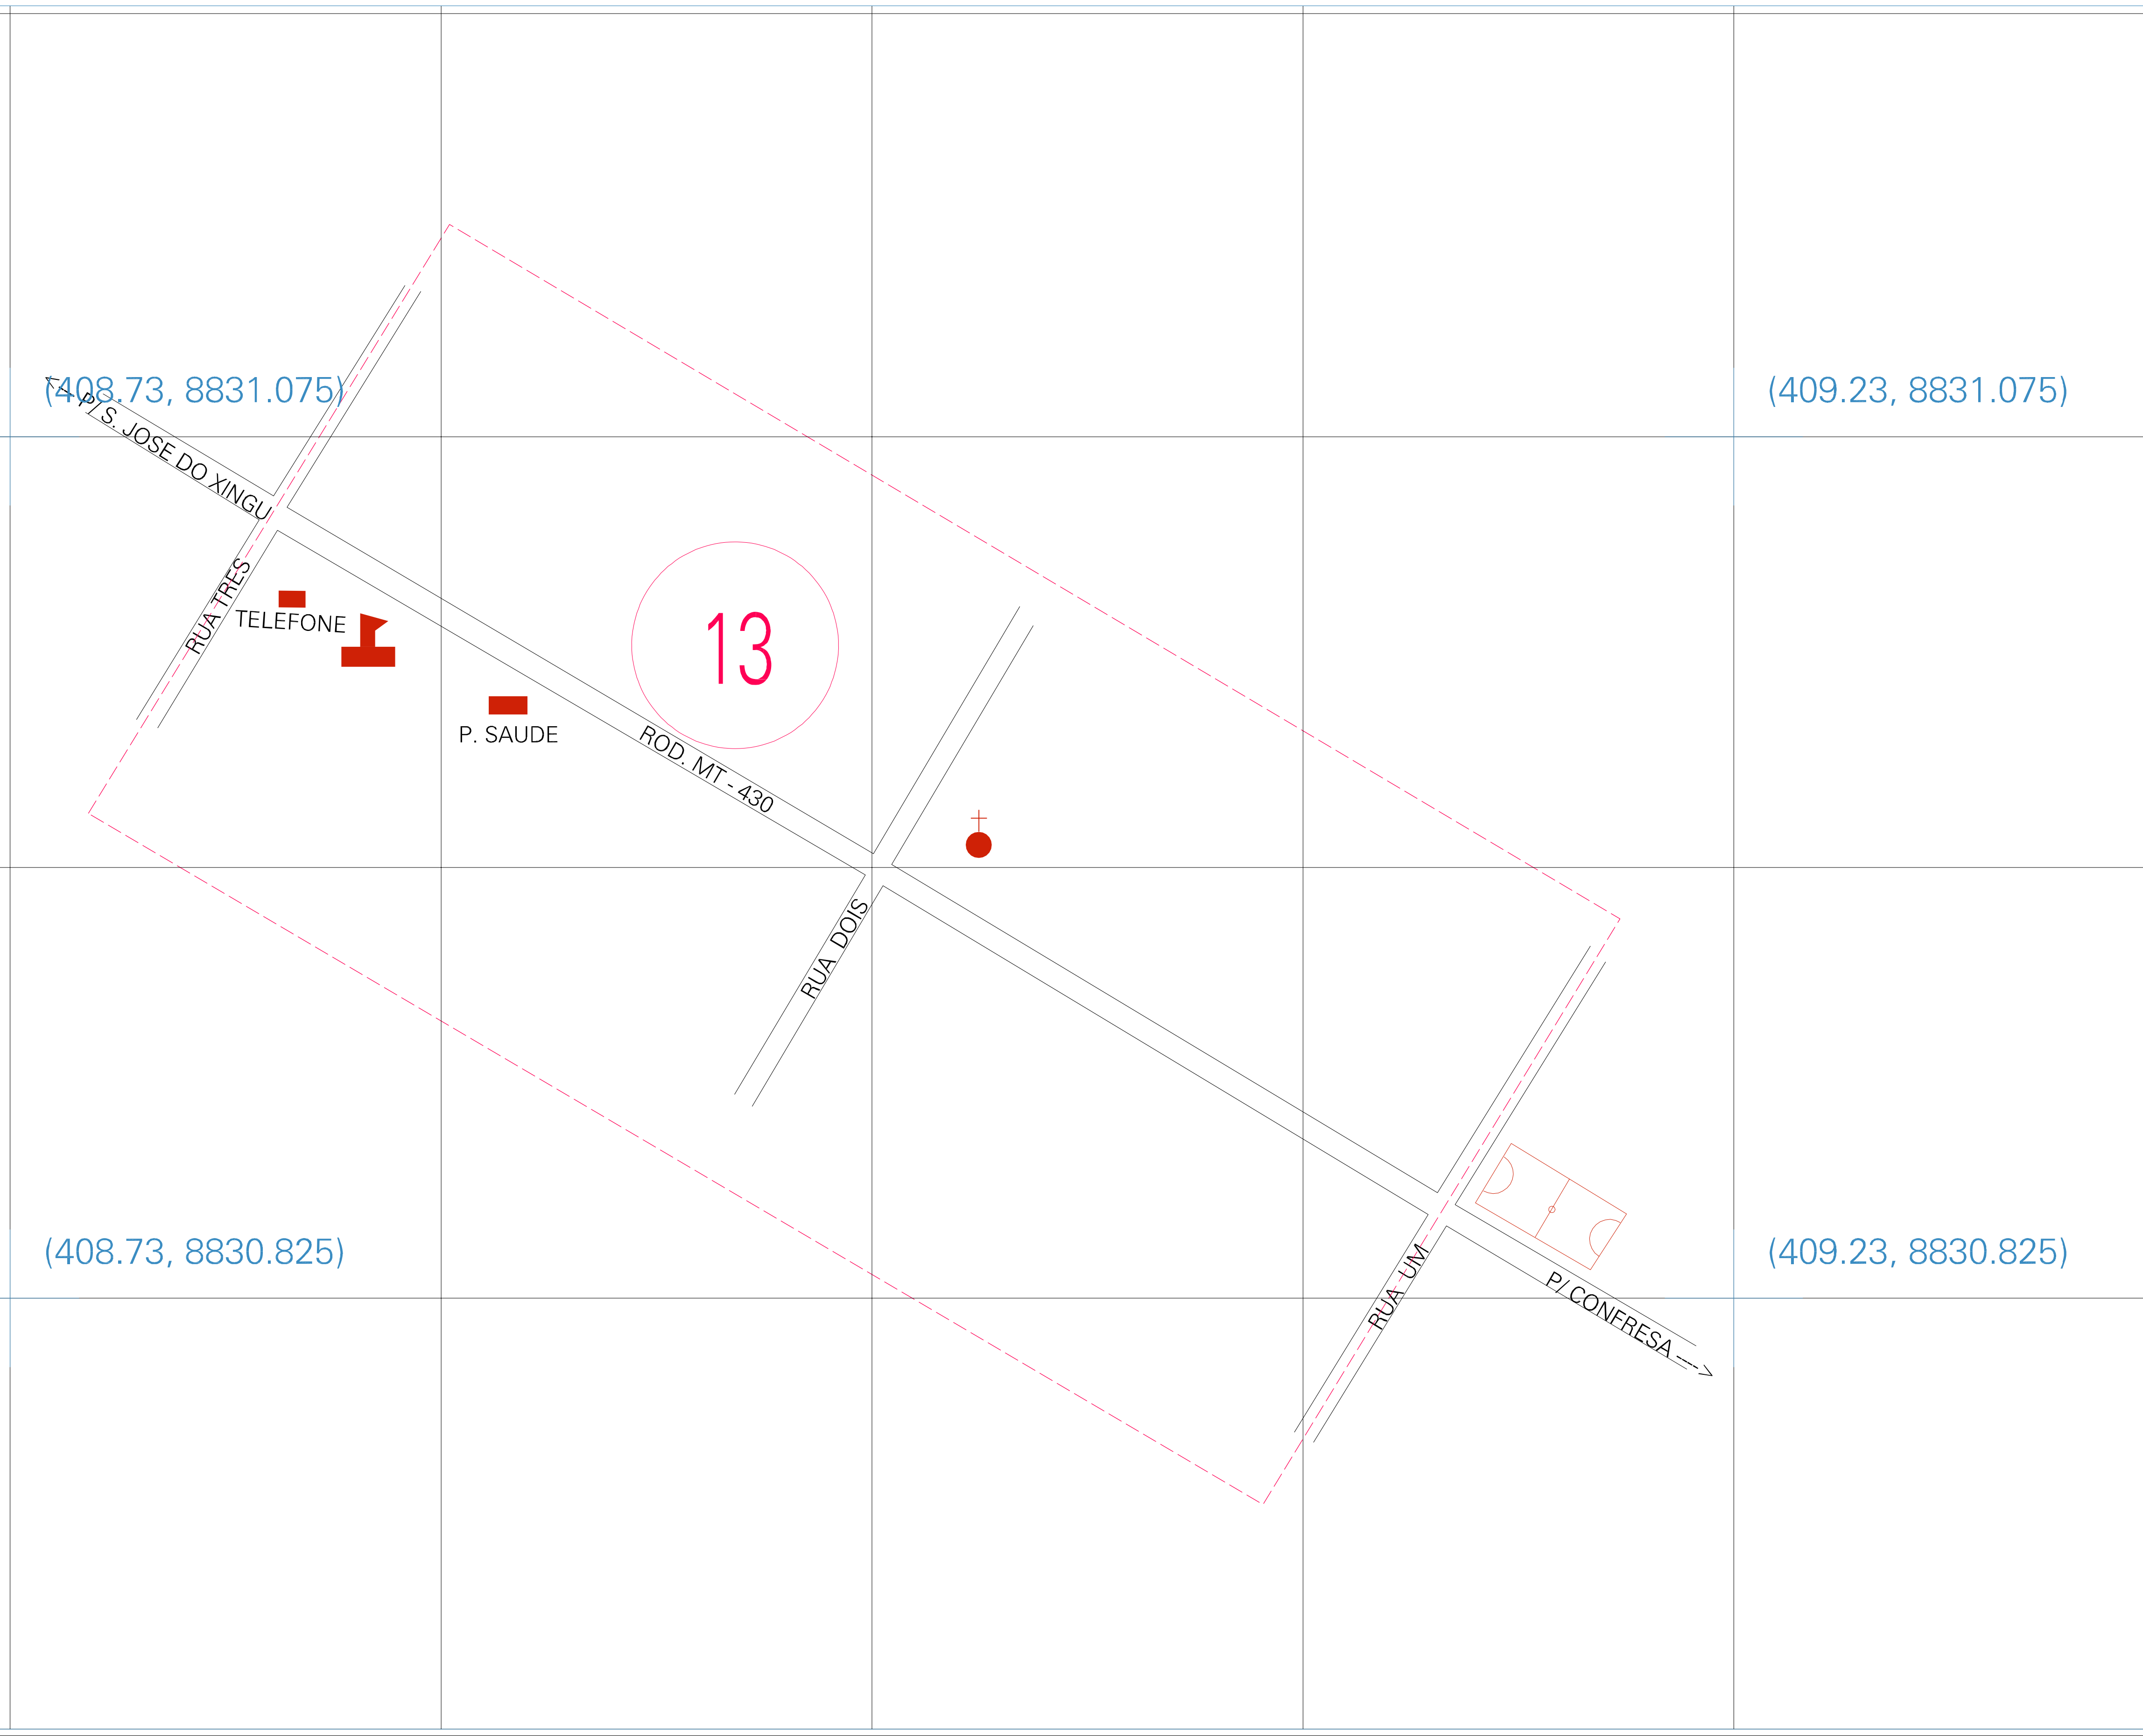 (408.73, 8831.075)
(409.23, 8831.075)
<---- P/ S. JOSE DO XINGU
RUA TRES
TELEFONE
13
P. SAUDE
ROD. MT - 430
RUA DOIS
(408.73, 8830.825)
(409.23, 8830.825)
RUA UM
P/ CONFRESA ---->